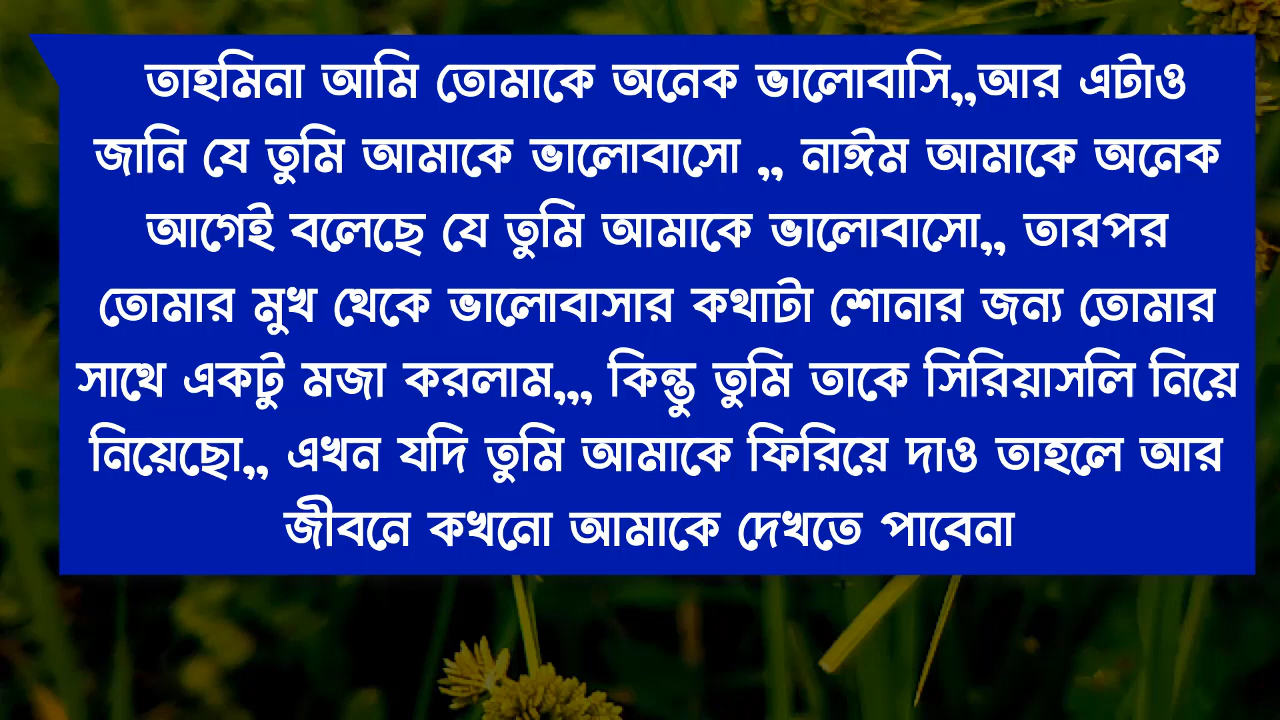 তাহমিনা আমি তোমাকে অনেক ভালোবাসি,,আর এটাও
জানি যে তুমি আমাকে ভালোবাসো ,, নাঈম আমাকে অনেক
আগেই বলেছে যে তুমি আমাকে ভালোবাসো,, তারপর
তোমার মুখ থেকে ভালোবাসার কথাটা শোনার জন্য তোমার
সাথে একটু মজা করলাম,,, কিন্তু তুমি তাকে সিরিয়াসলি নিয়ে
নিয়েছো,, এখন যদি তুমি আমাকে ফিরিয়ে দাও তাহলে আর
জীবনে কখনো আমাকে দেখতে পাবেনা